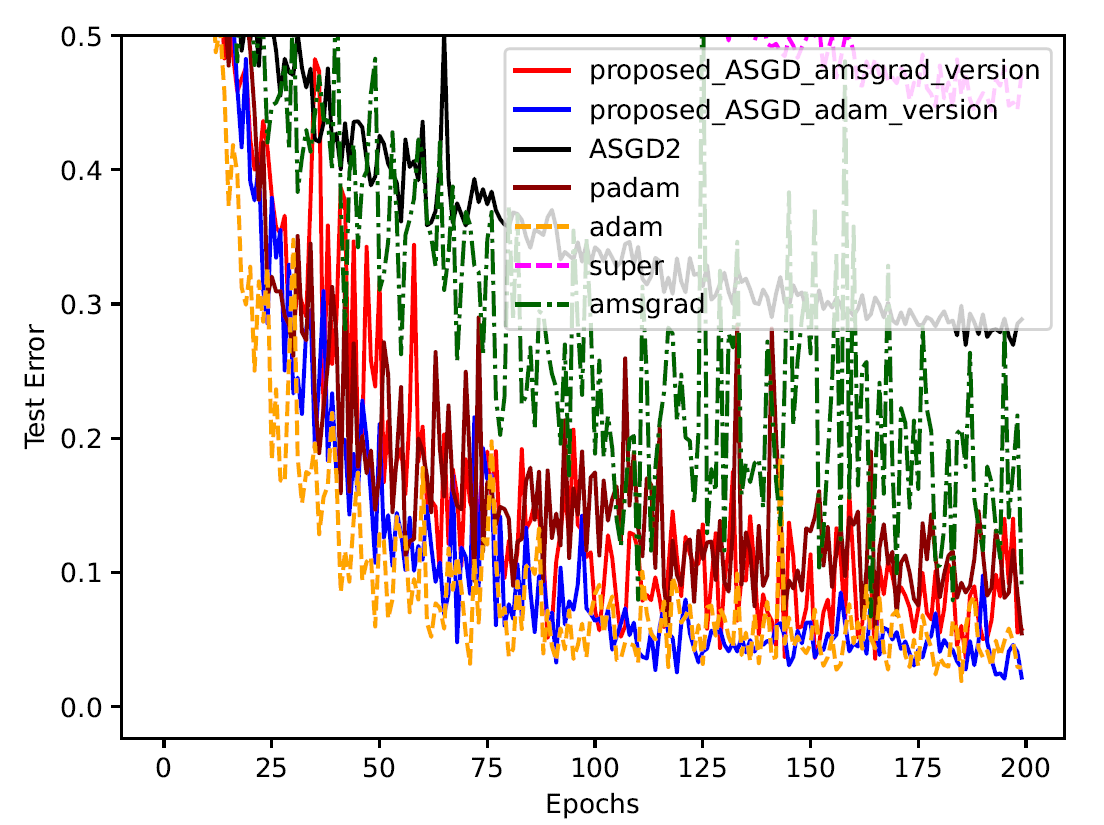 0.5
0.4
0.3
0.2
0.1
0.0
Test Error
proposed_ASGD_amsgrad_version
proposed_ASGD_adam_version
ASGD2
padam
adam
super
amsgrad
0 25 50 75 100 125 150 175 200
Epochs